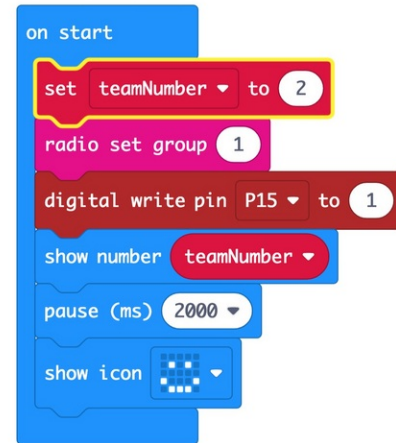 on start
set teamNumber to 2
radio set group 1
digital write pin P15 to 1
show number teamNumber
pause (ms) 2000
show icon